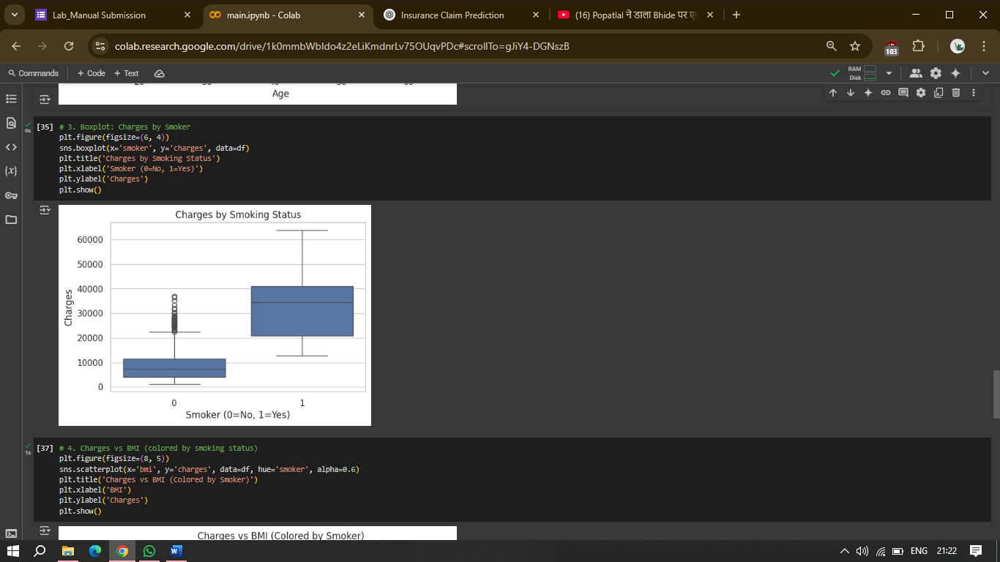 Lab_Manual Submission
main.ipynb - Colab
Insurance Claim Prediction
(16) Popatlal ने डाला Bhide पर
colab.research.google.com/drive/1k0mmbWbIdo4z2eLiKmdnrLv75OUqvPDc#scrollTo=gJiY4-DGNszB
103
Commands + Code + Text
RAM
Disk
Age
[35] # 3. Boxplot: Charges by Smoker
0s
plt.figure(figsize=(6, 4))
sns.boxplot(x='smoker', y='charges', data=df)
plt.title('Charges by Smoking Status')
plt.xlabel('Smoker (0=No, 1=Yes)')
plt.ylabel('Charges')
plt.show()
Charges by Smoking Status
60000
50000
40000
30000
20000
10000
0
Charges
0 1
Smoker (0=No, 1=Yes)
[37] # 4. Charges vs BMI (colored by smoking status)
1s
plt.figure(figsize=(8, 5))
sns.scatterplot(x='bmi', y='charges', data=df, hue='smoker', alpha=0.6)
plt.title('Charges vs BMI (Colored by Smoker)')
plt.xlabel('BMI')
plt.ylabel('Charges')
plt.show()
Charges vs BMI (Colored by Smoker)
ENG 21:22